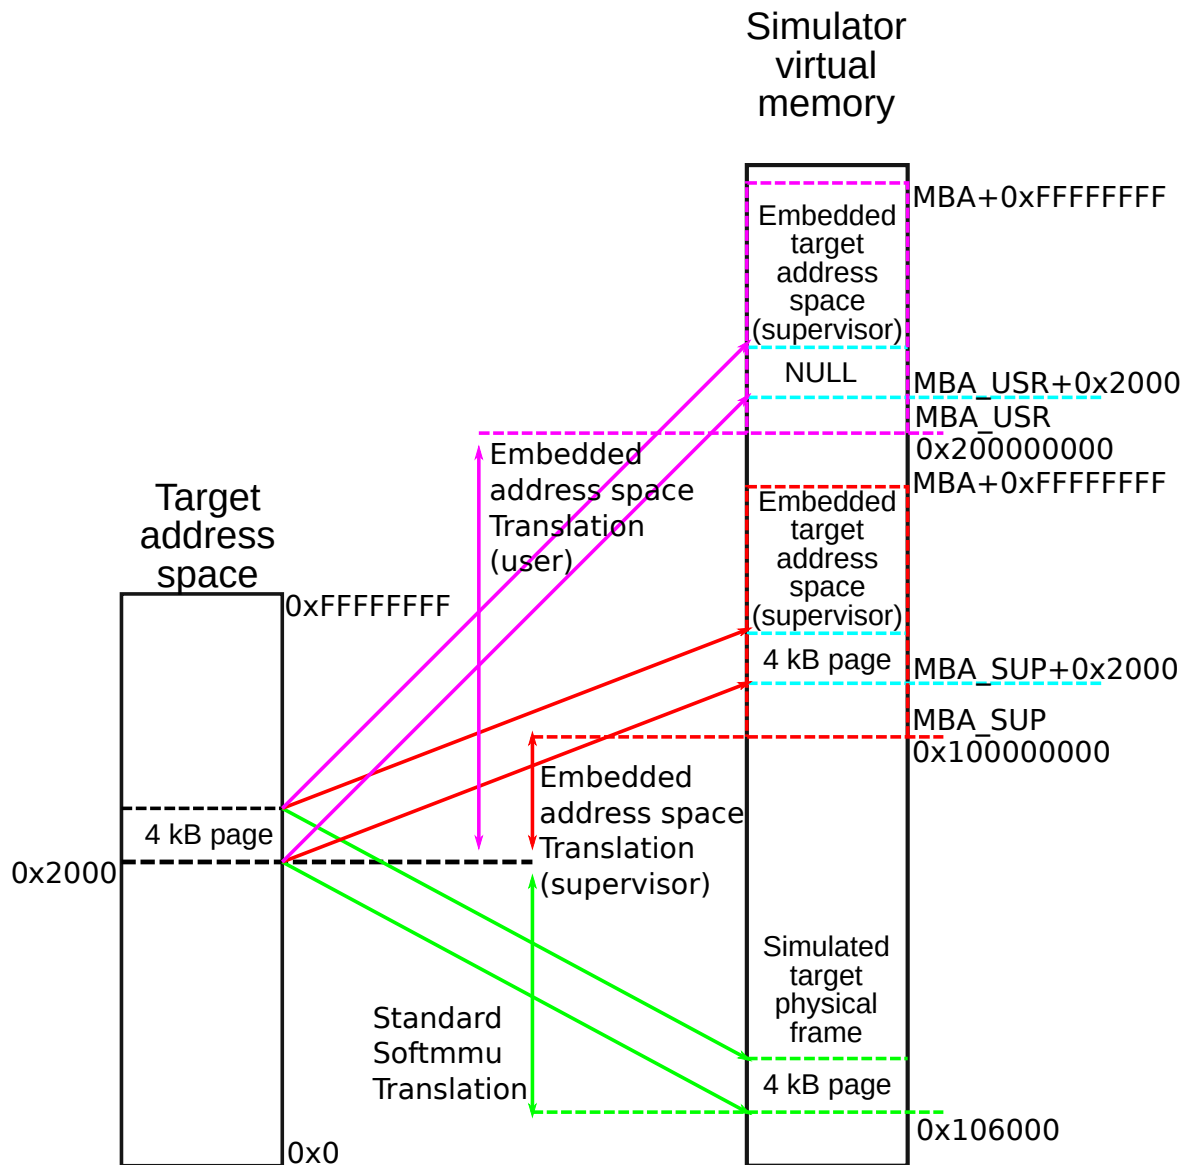 Simulator
virtual
memory
MBA+0xFFFFFFFF
Embedded
target
address
space
(supervisor)
NULL
MBA_USR+0x2000
MBA_USR
0x200000000
Embedded
address space
Translation
(user)
MBA+0xFFFFFFFF
Embedded
target
address
space
(supervisor)
4 kB page
MBA_SUP+0x2000
MBA_SUP
0x100000000
Target
address
space
0xFFFFFFFF
4 kB page
0x2000
0x0
Embedded
address space
Translation
(supervisor)
Standard
Softmmu
Translation
Simulated
target
physical
frame
4 kB page
0x106000